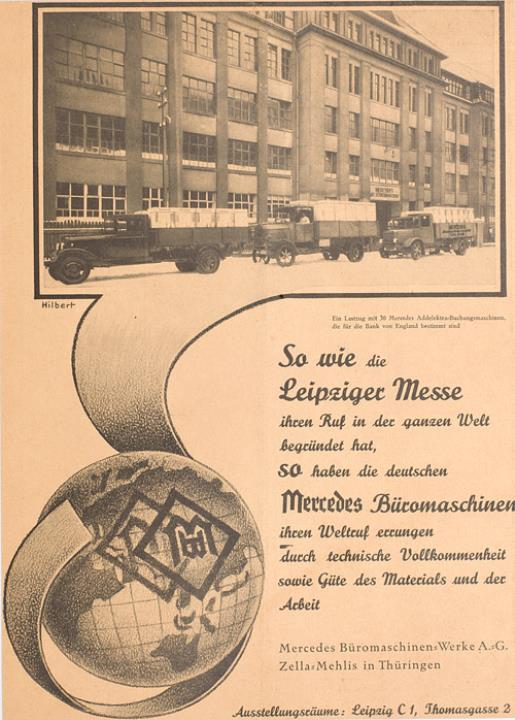 Hilbert
Ein Lastzug mit 30 Mercedes Addelektra-Buchungsmaschinen,
die für die Bank von England bestimmt sind
So wie die
Leipziger Messe
ihren Ruf in der ganzen Welt
begründet hat,
so haben die deutschen
Mercedes Büromaschinen
ihren Weltruf errungen
durch technische Vollkommenheit
sowie Güte des Materials und der
Arbeit
Mercedes Büromaschinen-Werke A.-G.
Zella-Mehlis in Thüringen
Ausstellungsräume: Leipzig C 1, Thomasgasse 2